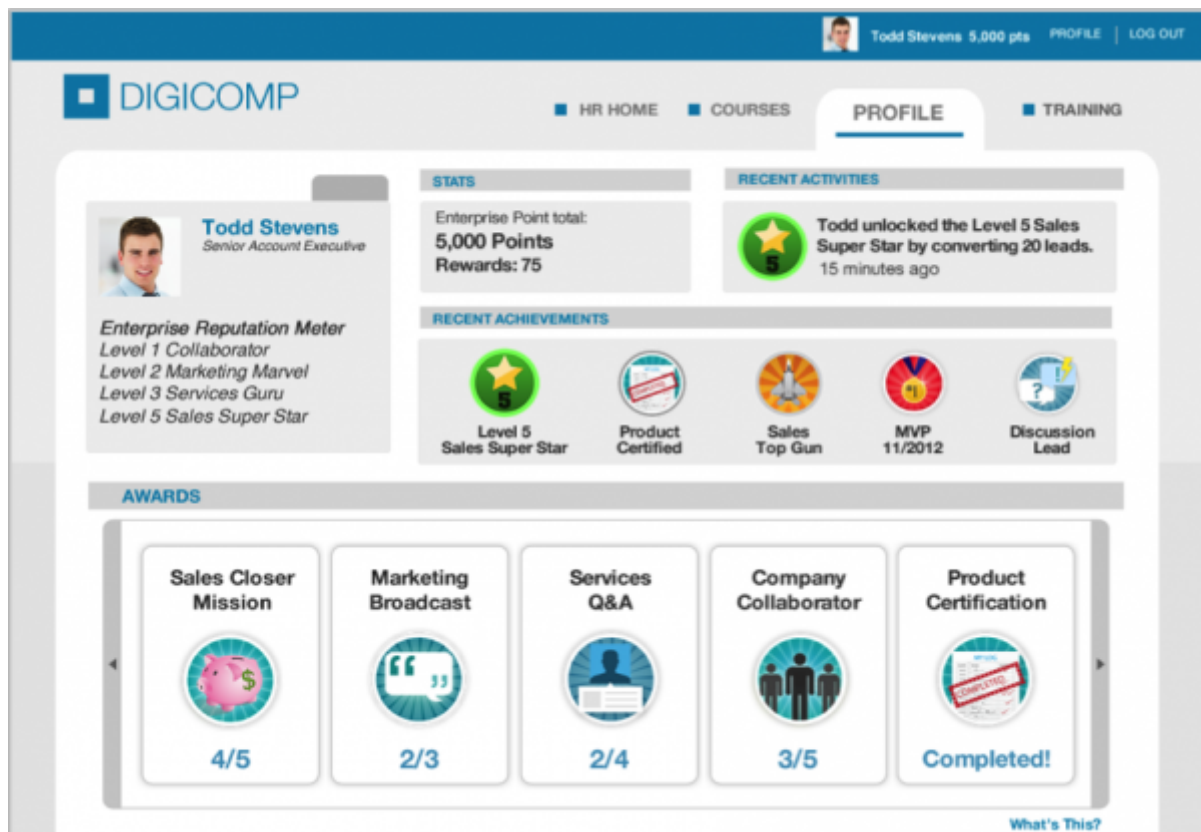 Todd Stevens 5,000 pts PROFILE | LOG OUT
DIGICOMP
HR HOME
COURSES
PROFILE
TRAINING
Todd Stevens
Senior Account Executive
Enterprise Reputation Meter
Level 1 Collaborator
Level 2 Marketing Marvel
Level 3 Services Guru
Level 5 Sales Super Star
STATS
Enterprise Point total:
5,000 Points
Rewards: 75
RECENT ACTIVITIES
5
Todd unlocked the Level 5 Sales
Super Star by converting 20 leads.
15 minutes ago
RECENT ACHIEVEMENTS
5
Level 5
Sales Super Star
COMPLETED
Product
Certified
Sales
Top Gun
#1
MVP
11/2012
?
Discussion
Lead
AWARDS
Sales Closer
Mission
$
4/5
Marketing
Broadcast
2/3
Services
Q&A
2/4
Company
Collaborator
3/5
Product
Certification
COMPLETED
Completed!
What's This?